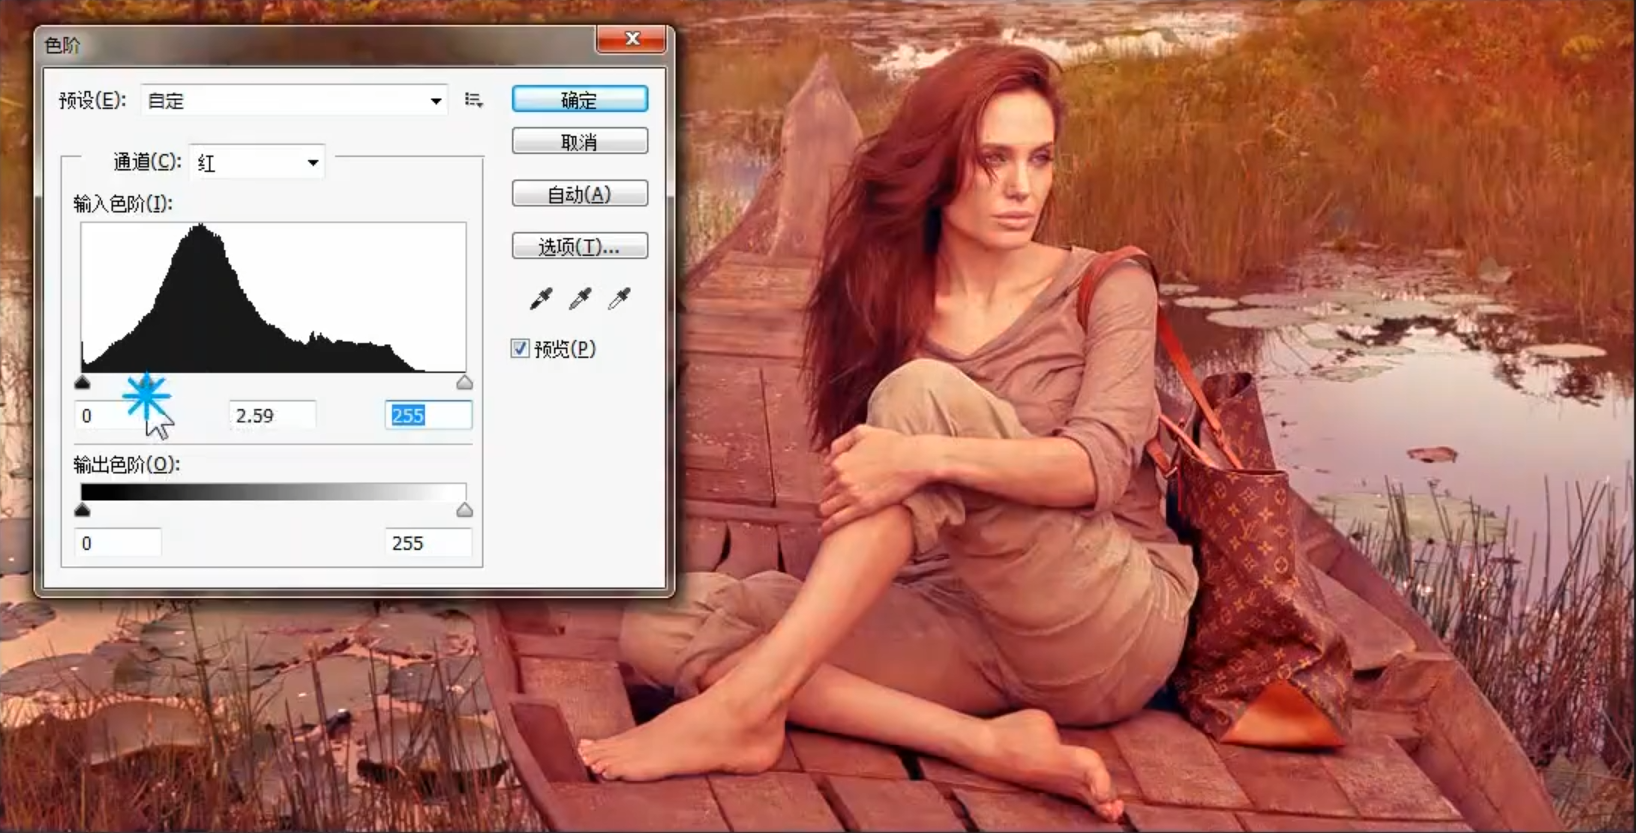 色阶
预设(E): 自定
确定
取消
通道(C): 红
自动(A)
输入色阶(I):
选项(T)...
预览(P)
0 2.59 255
输出色阶(O):
0 255